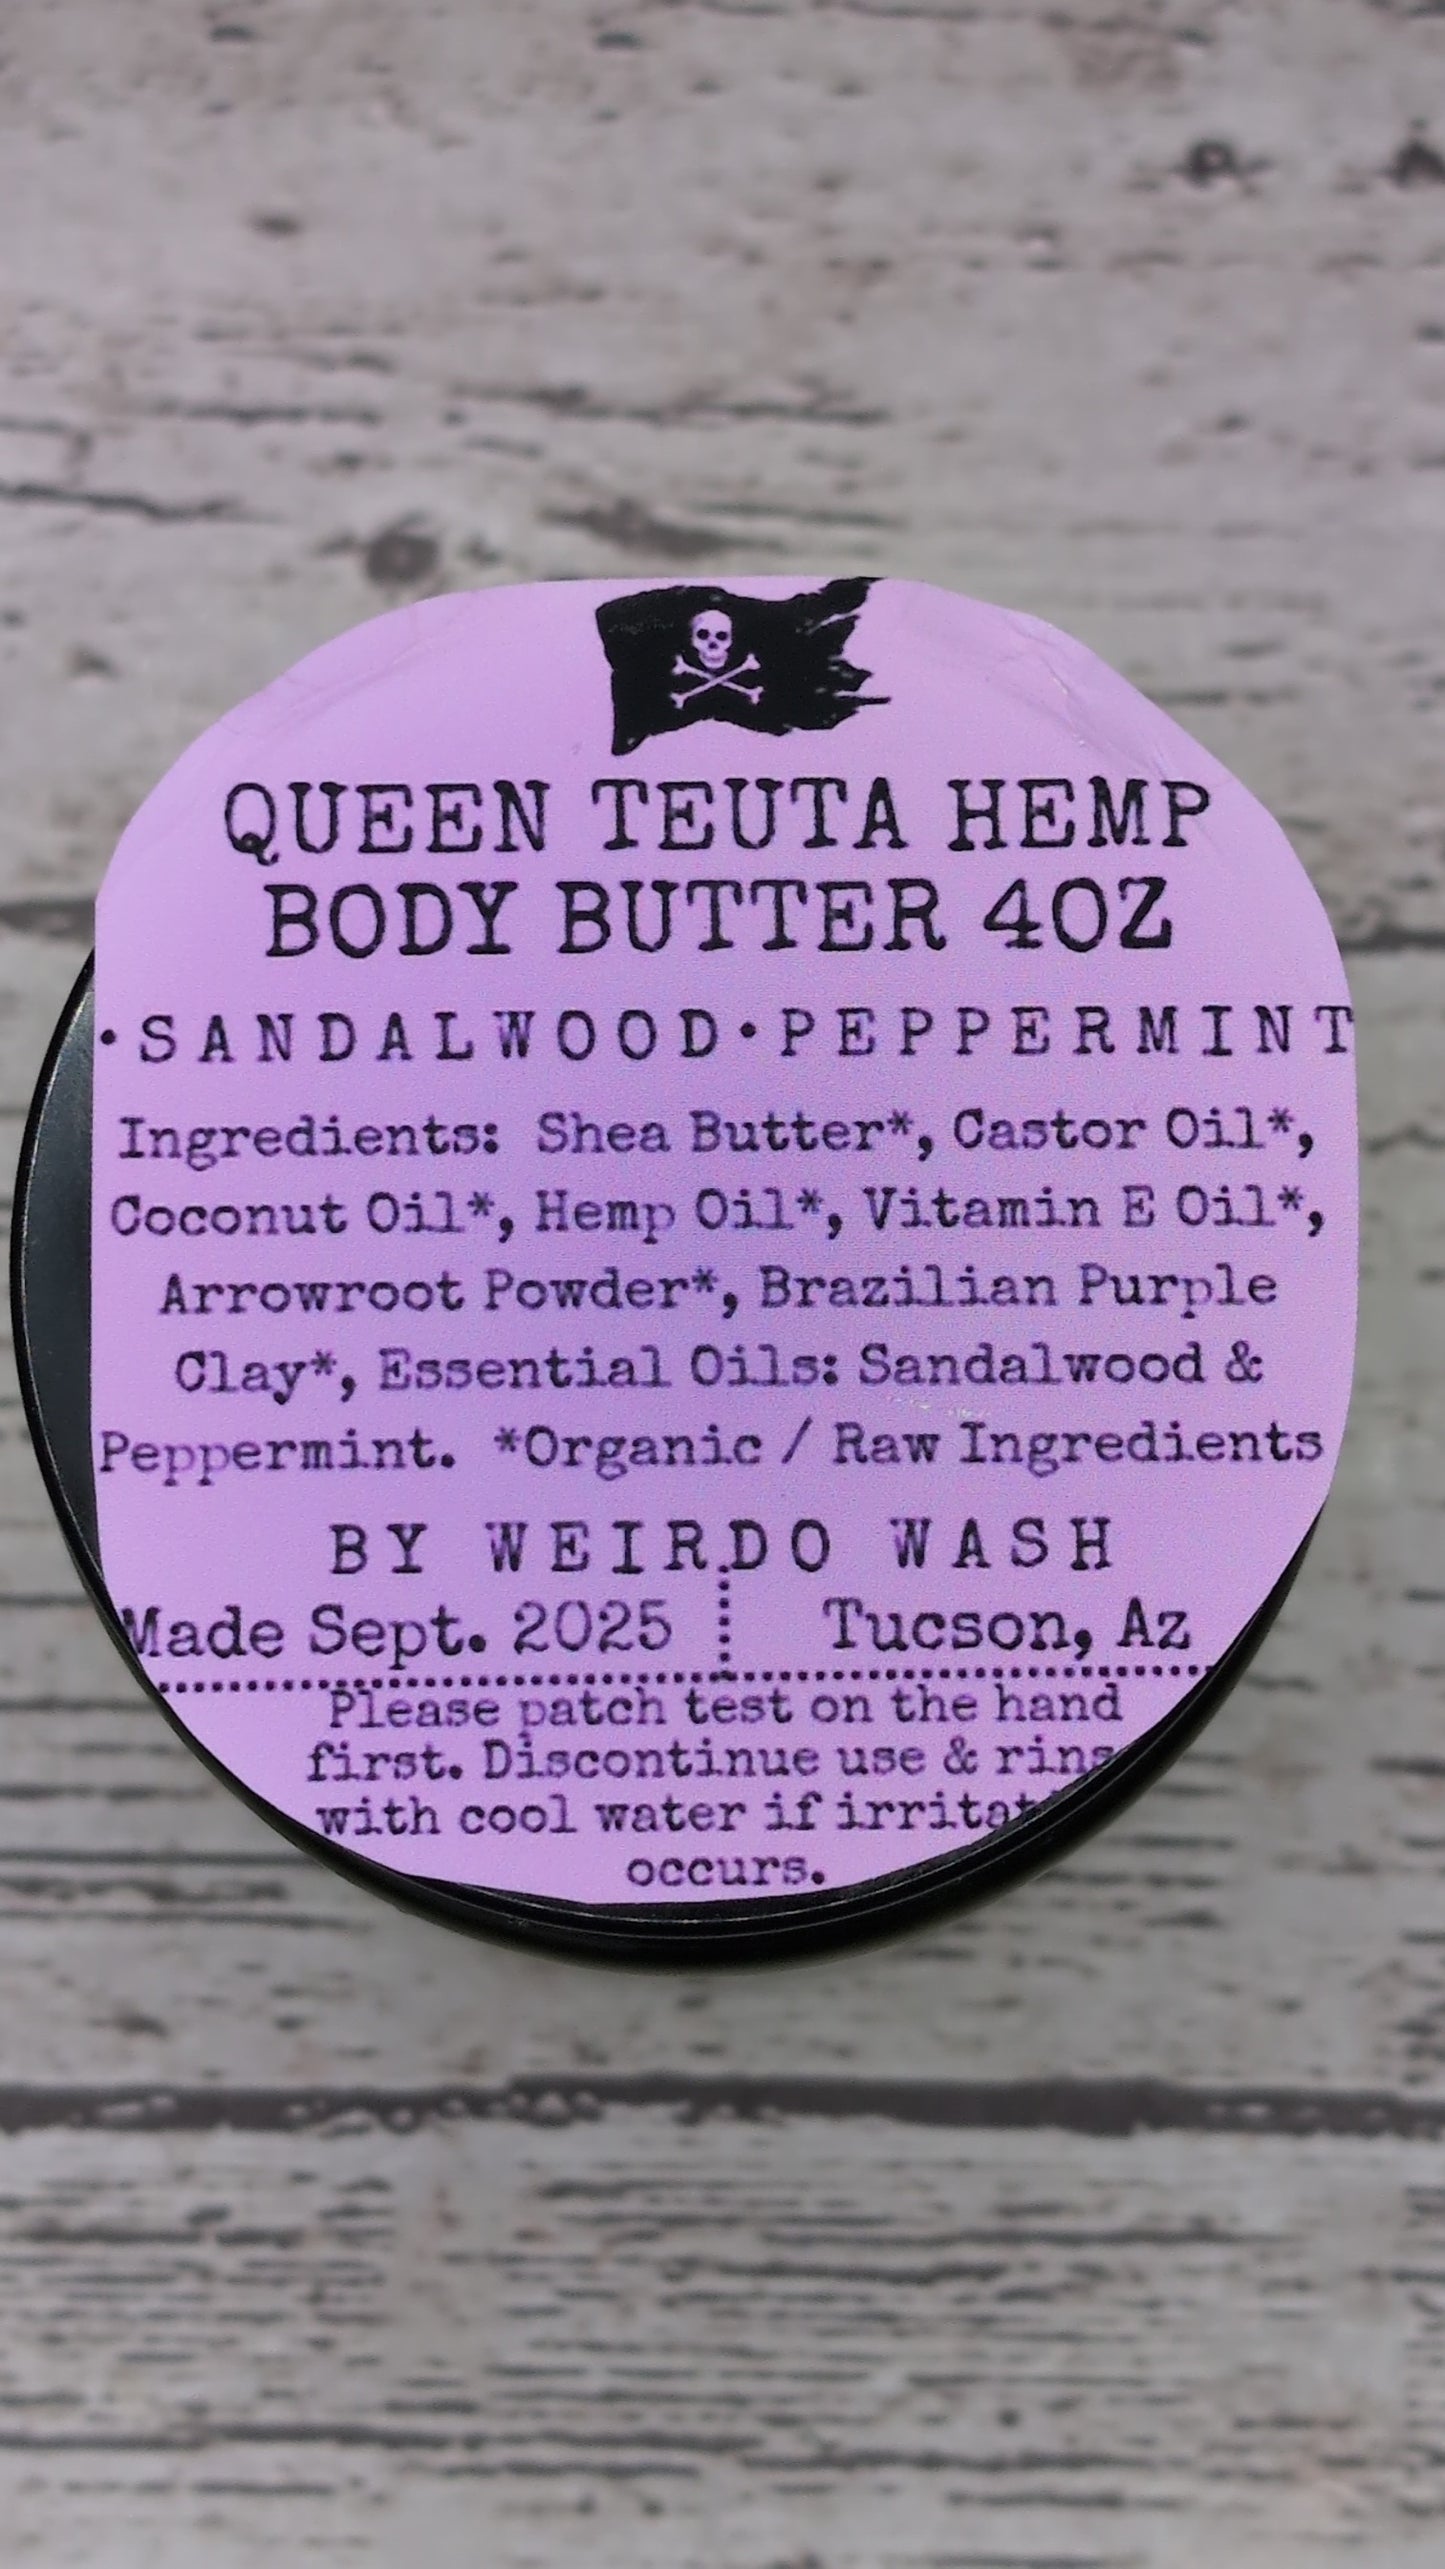 QUEEN TEUTA HEMP
BODY BUTTER 4OZ
•SANDALWOOD•PEPPERMINT
Ingredients: Shea Butter*, Castor Oil*,
Coconut Oil*, Hemp Oil*, Vitamin E Oil*,
Arrowroot Powder*, Brazilian Purple
Clay*, Essential Oils: Sandalwood &
Peppermint. *Organic / Raw Ingredients
BY WEIRDO WASH
Made Sept. 2025 Tucson, Az
Please patch test on the hand
first. Discontinue use & rins
with cool water if irritat
occurs.